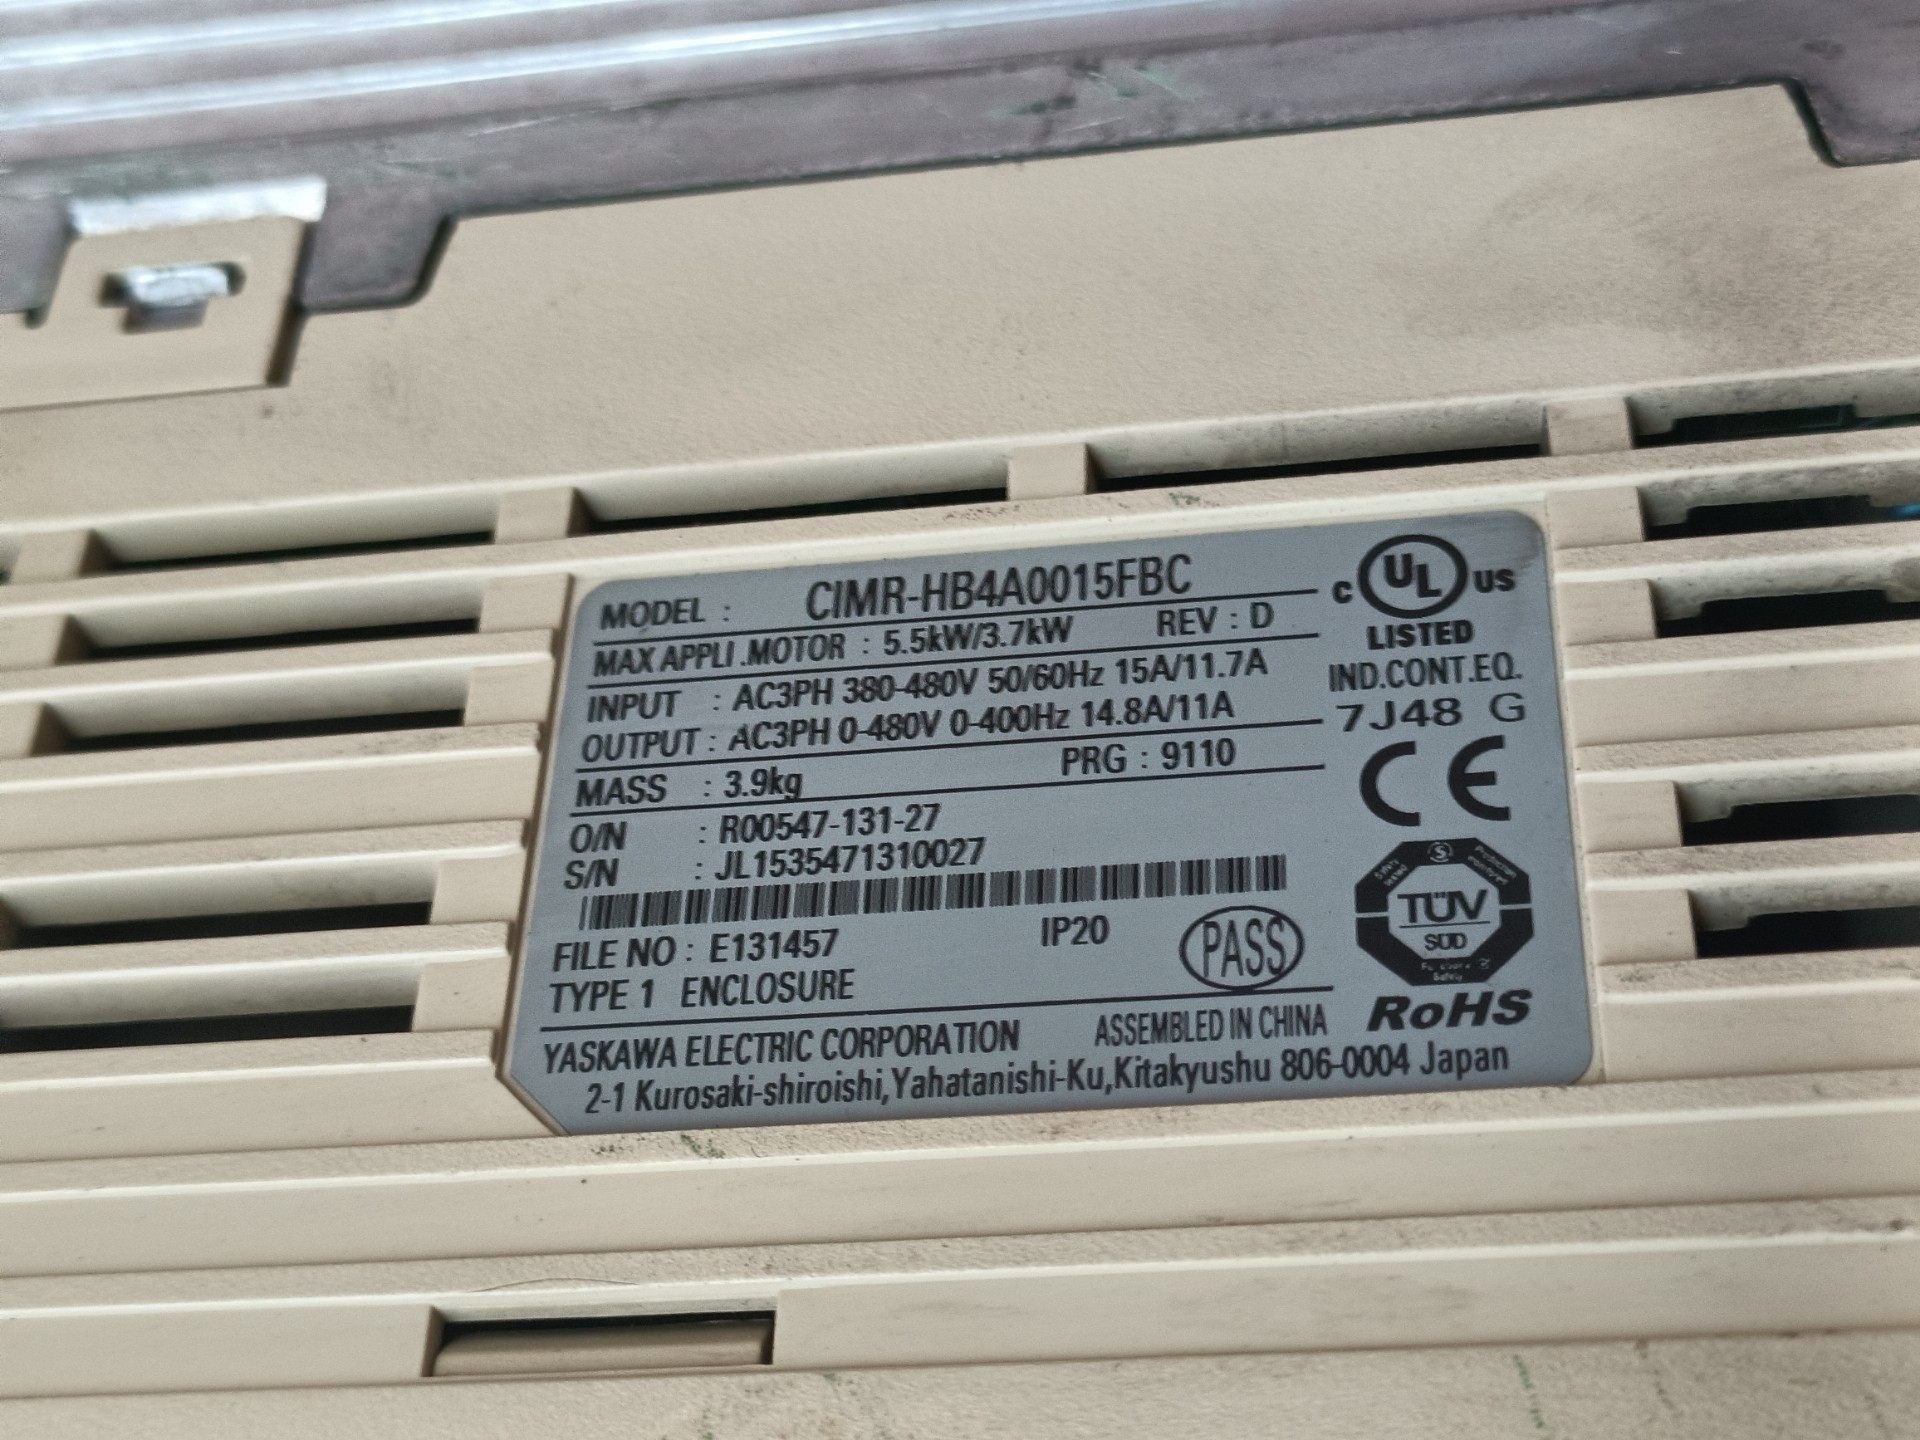 MODEL : CIMR-HB4A0015FBC
MAX APPLI .MOTOR : 5.5kW/3.7kW REV : D
INPUT : AC3PH 380-480V 50/60Hz 15A/11.7A
OUTPUT : AC3PH 0-480V 0-400Hz 14.8A/11A
MASS : 3.9kg PRG : 9110
O/N : R00547-131-27
S/N : JL1535471310027
FILE NO : E131457 IP20 PASS
TYPE 1 ENCLOSURE
YASKAWA ELECTRIC CORPORATION ASSEMBLED IN CHINA
2-1 Kurosaki-shiroishi,Yahatanishi-Ku,Kitakyushu 806-0004 Japan
C UL US
LISTED
IND.CONT.EQ.
7J48 G
CE
TÜV
SÜD
RoHS